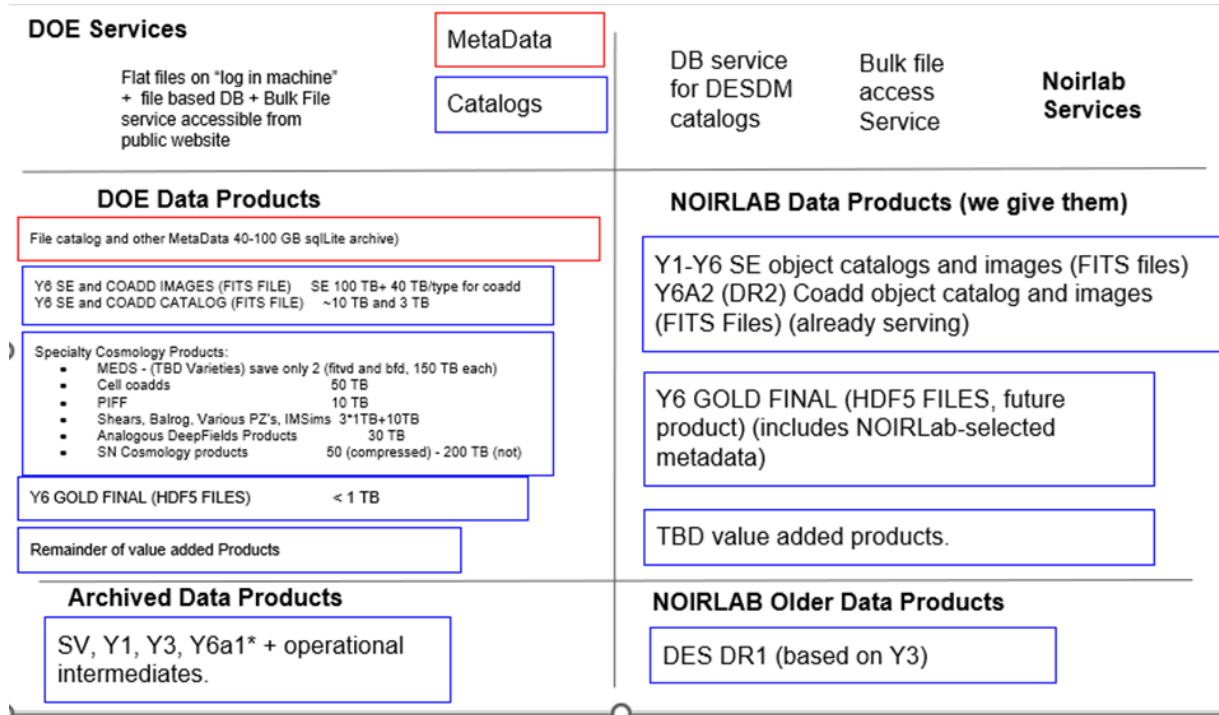 DOE Services
Flat files on “log in machine”
+ file based DB + Bulk File
service accessible from
public website
MetaData
Catalogs
DB service
for DESDM
catalogs
Bulk file
access
Service
Noirlab
Services
DOE Data Products
File catalog and other MetaData 40-100 GB sqlLite archive)
Y6 SE and COADD IMAGES (FITS FILE) SE 100 TB+ 40 TB/type for coadd
Y6 SE and COADD CATALOG (FITS FILE) ~10 TB and 3 TB
Specialty Cosmology Products:
• MEDS - (TBD Varieties) save only 2 (fitvd and bfd, 150 TB each)
• Cell coadds 50 TB
• PIFF 10 TB
• Shears, Balrog, Various PZ's, IMSims 3*1TB+10TB
• Analogous DeepFields Products 30 TB
• SN Cosmology products 50 (compressed) - 200 TB (not)
Y6 GOLD FINAL (HDF5 FILES) < 1 TB
Remainder of value added Products
NOIRLAB Data Products (we give them)
Y1-Y6 SE object catalogs and images (FITS files)
Y6A2 (DR2) Coadd object catalog and images
(FITS Files) (already serving)
Y6 GOLD FINAL (HDF5 FILES, future
product) (includes NOIRLab-selected
metadata)
TBD value added products.
Archived Data Products
SV, Y1, Y3, Y6a1* + operational
intermediates.
NOIRLAB Older Data Products
DES DR1 (based on Y3)